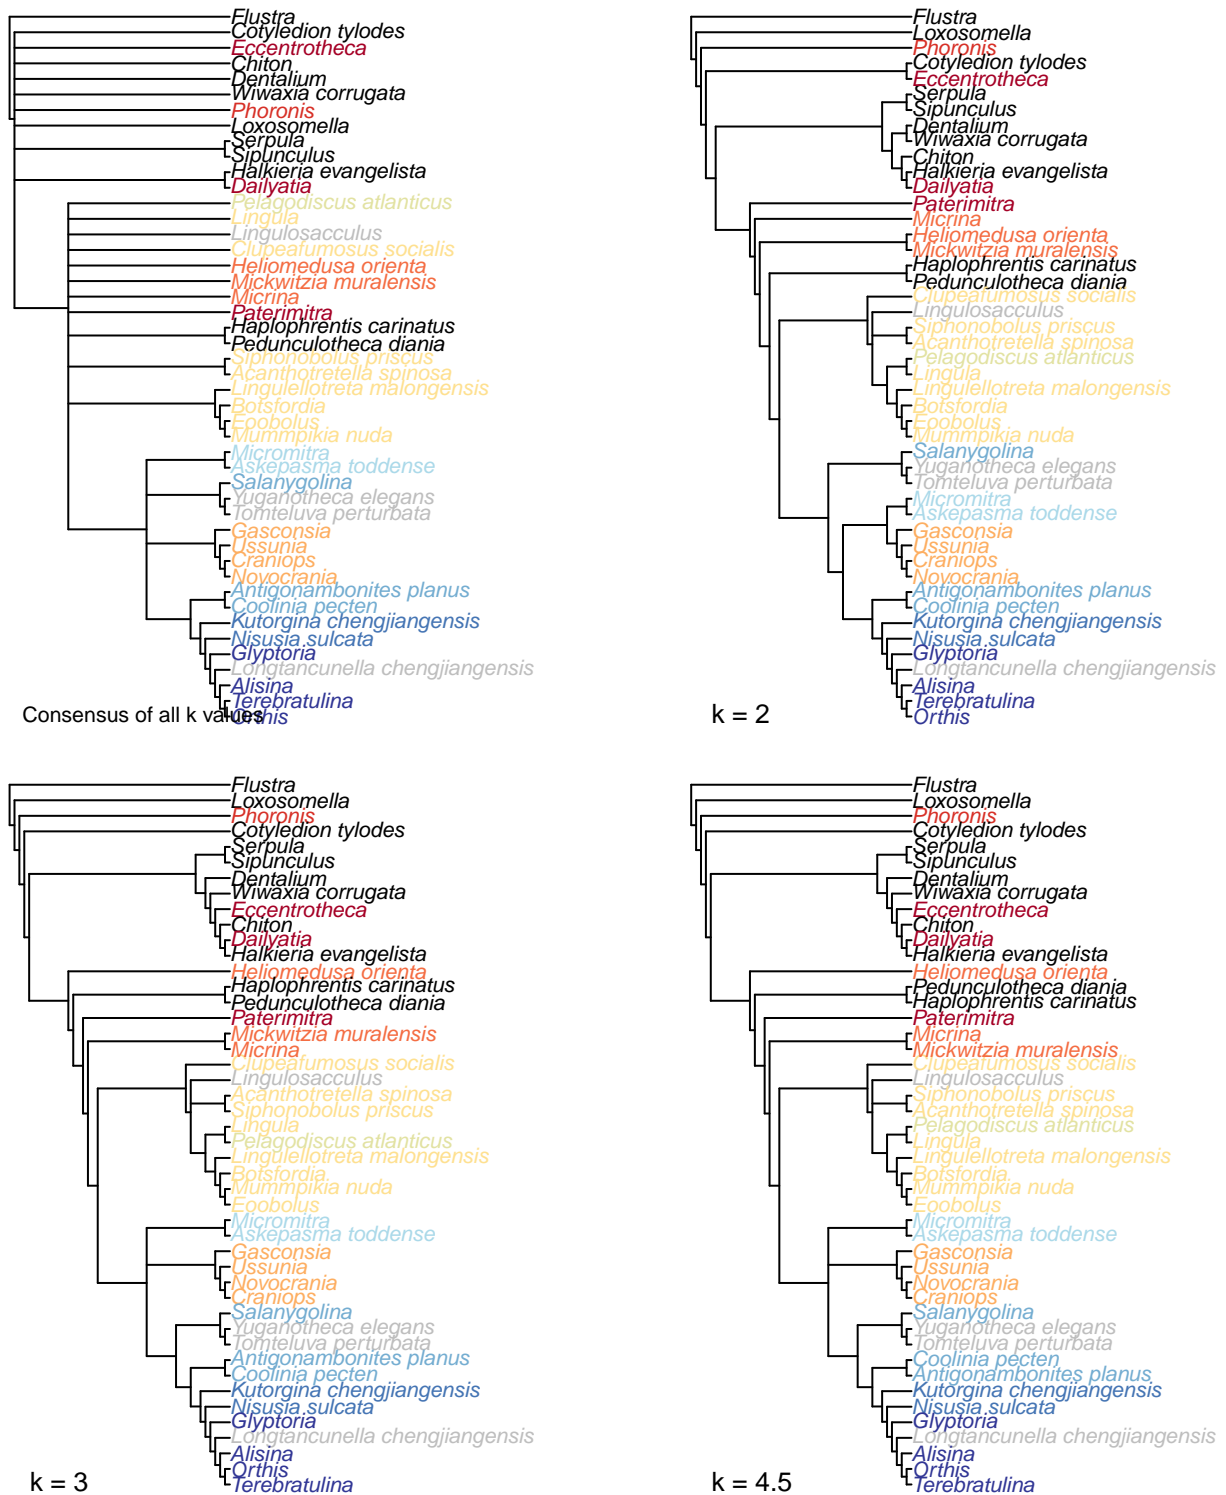 Flustra
Cotyledion tylodes
Eccentrotheca
Chiton
Dentalium
Wiwaxia corrugata
Phoronis
Loxosomella
Serpula
Sipunculus
Halkieria evangelista
Dailyatia
Pelagodiscus atlanticus
Lingula
Lingulosacculus
Clupeafumosus socialis
Heliomedusa orienta
Mickwitzia muralensis
Micrina
Paterimitra
Haplophrentis carinatus
Pedunculotheca diania
Siphonobolus priscus
Acanthotretella spinosa
Lingulellotreta malongensis
Botsfordia
Eoobolus
Mummpikia nuda
Micromitra
Askepasma toddense
Salanygolina
Yuganotheca elegans
Tomteluva perturbata
Gasconsia
Ussunia
Craniops
Novocrania
Antigonambonites planus
Coolinia pecten
Kutorgina chengjiangensis
Nisusia sulcata
Glyptoria
Longtancunella chengjiangensis
Alisina
Terebratulina
Orthis
Consensus of all k values
Flustra
Loxosomella
Phoronis
Cotyledion tylodes
Eccentrotheca
Serpula
Sipunculus
Dentalium
Wiwaxia corrugata
Chiton
Halkieria evangelista
Dailyatia
Paterimitra
Micrina
Heliomedusa orienta
Mickwitzia muralensis
Haplophrentis carinatus
Pedunculotheca diania
Clupeafumosus socialis
Lingulosacculus
Siphonobolus priscus
Acanthotretella spinosa
Pelagodiscus atlanticus
Lingula
Lingulellotreta malongensis
Botsfordia
Eoobolus
Mummpikia nuda
Salanygolina
Yuganotheca elegans
Tomteluva perturbata
Micromitra
Askepasma toddense
Gasconsia
Ussunia
Craniops
Novocrania
Antigonambonites planus
Coolinia pecten
Kutorgina chengjiangensis
Nisusia sulcata
Glyptoria
Longtancunella chengjiangensis
Alisina
Terebratulina
Orthis
k = 2
Flustra
Loxosomella
Phoronis
Cotyledion tylodes
Serpula
Sipunculus
Dentalium
Wiwaxia corrugata
Eccentrotheca
Chiton
Dailyatia
Halkieria evangelista
Heliomedusa orienta
Haplophrentis carinatus
Pedunculotheca diania
Paterimitra
Mickwitzia muralensis
Micrina
Clupeafumosus socialis
Lingulosacculus
Acanthotretella spinosa
Siphonobolus priscus
Lingula
Pelagodiscus atlanticus
Lingulellotreta malongensis
Botsfordia
Mummpikia nuda
Eoobolus
Micromitra
Askepasma toddense
Gasconsia
Ussunia
Novocrania
Craniops
Salanygolina
Yuganotheca elegans
Tomteluva perturbata
Antigonambonites planus
Coolinia pecten
Kutorgina chengjiangensis
Nisusia sulcata
Glyptoria
Longtancunella chengjiangensis
Alisina
Orthis
Terebratulina
k = 3
Flustra
Loxosomella
Phoronis
Cotyledion tylodes
Serpula
Sipunculus
Dentalium
Wiwaxia corrugata
Eccentrotheca
Chiton
Dailyatia
Halkieria evangelista
Heliomedusa orienta
Pedunculotheca diania
Haplophrentis carinatus
Paterimitra
Micrina
Mickwitzia muralensis
Clupeafumosus socialis
Lingulosacculus
Siphonobolus priscus
Acanthotretella spinosa
Pelagodiscus atlanticus
Lingula
Lingulellotreta malongensis
Botsfordia
Mummpikia nuda
Eoobolus
Micromitra
Askepasma toddense
Gasconsia
Ussunia
Novocrania
Craniops
Salanygolina
Yuganotheca elegans
Tomteluva perturbata
Coolinia pecten
Antigonambonites planus
Kutorgina chengjiangensis
Nisusia sulcata
Glyptoria
Longtancunella chengjiangensis
Alisina
Orthis
Terebratulina
k = 4.5